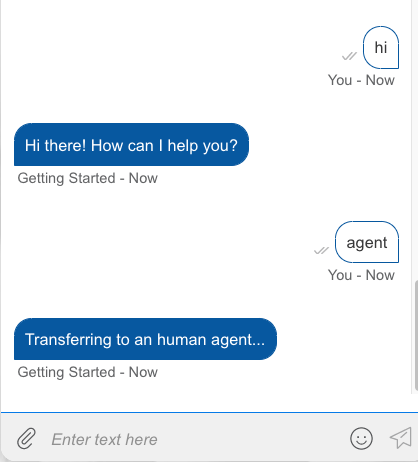 hi
You - Now
Hi there! How can I help you?
Getting Started - Now
agent
You - Now
Transferring to an human agent...
Getting Started - Now
Enter text here